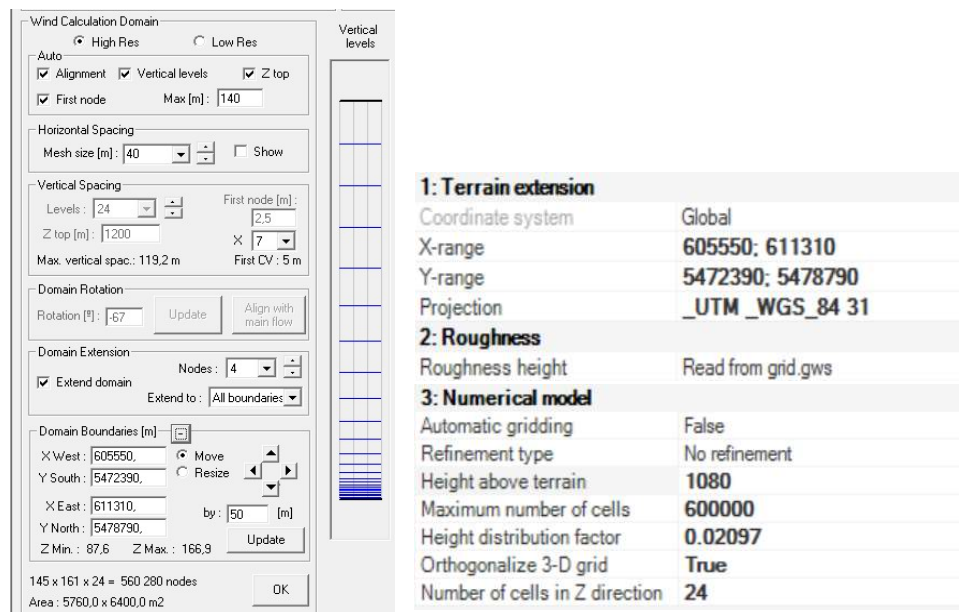 Wind Calculation Domain
High Res Low Res
Auto
Alignment Vertical levels Z top
First node Max [m] : 140
Horizontal Spacing
Mesh size [m] : 40 Show
Vertical Spacing
Levels : 24 First node [m] :
2,5
Z top [m] : 1200 X 7
Max. vertical spac.: 119,2 m First CV : 5 m
Domain Rotation
Rotation [º] : -67 Update Align with
main flow
Domain Extension
Nodes : 4
Extend domain
Extend to : All boundaries
Domain Boundaries [m]
X West : 605550, Move
Y South : 5472390, Resize
X East : 611310,
by : 50 [m]
Y North : 5478790,
Z Min. : 87,6 Z Max. : 166,9 Update
145 x 161 x 24 = 560 280 nodes
Area : 5760,0 x 6400,0 m2
OK
Vertical
levels
1: Terrain extension
Coordinate system Global
X-range 605550; 611310
Y-range 5472390; 5478790
Projection _UTM _WGS_84 31
2: Roughness
Roughness height Read from grid.gws
3: Numerical model
Automatic gridding False
Refinement type No refinement
Height above terrain 1080
Maximum number of cells 600000
Height distribution factor 0.02097
Orthogonalize 3-D grid True
Number of cells in Z direction 24